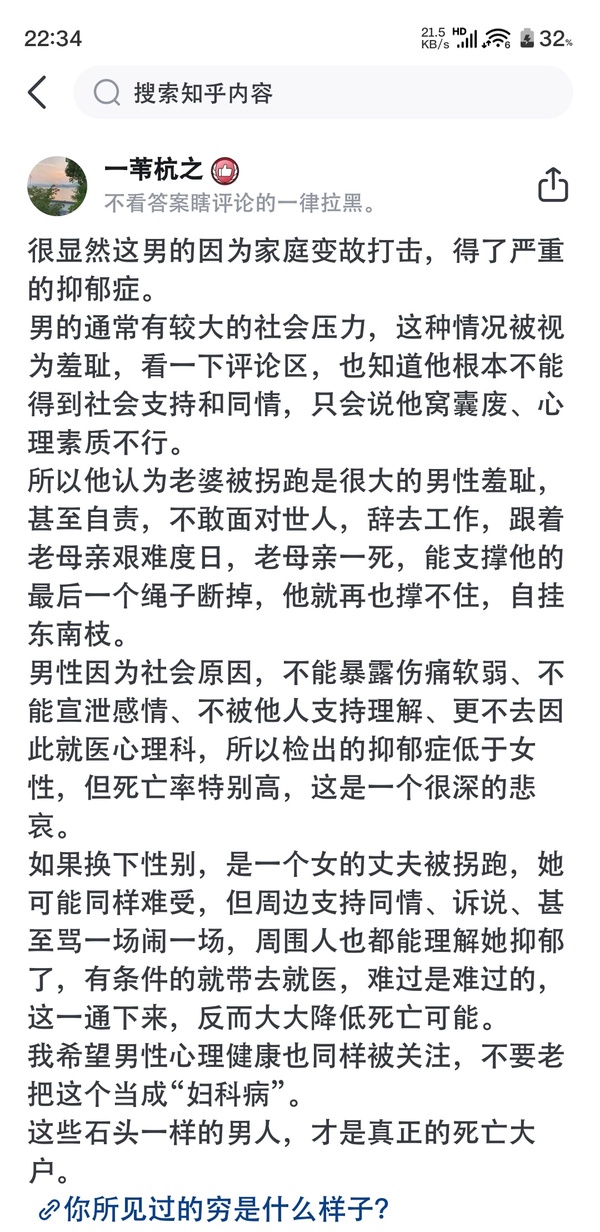 22:34
21.5 KB/s HD 6 32%
搜索知乎内容
一苇杭之
不看答案瞎评论的一律拉黑。
很显然这男的因为家庭变故打击，得了严重
的抑郁症。
男的通常有较大的社会压力，这种情况被视
为羞耻，看一下评论区，也知道他根本不能
得到社会支持和同情，只会说他窝囊废、心
理素质不行。
所以他认为老婆被拐跑是很大的男性羞耻，
甚至自责，不敢面对世人，辞去工作，跟着
老母亲艰难度日，老母亲一死，能支撑他的
最后一个绳子断掉，他就再也撑不住，自挂
东南枝。
男性因为社会原因，不能暴露伤痛软弱、不
能宣泄感情、不被他人支持理解、更不去因
此就医心理科，所以检出的抑郁症低于女
性，但死亡率特别高，这是一个很深的悲
哀。
如果换下性别，是一个女的丈夫被拐跑，她
可能同样难受，但周边支持同情、诉说、甚
至骂一场闹一场，周围人也都能理解她抑郁
了，有条件的就带去就医，难过是难过的，
这一通下来，反而大大降低死亡可能。
我希望男性心理健康也同样被关注，不要老
把这个当成“妇科病”。
这些石头一样的男人，才是真正的死亡大
户。
你所见过的穷是什么样子？